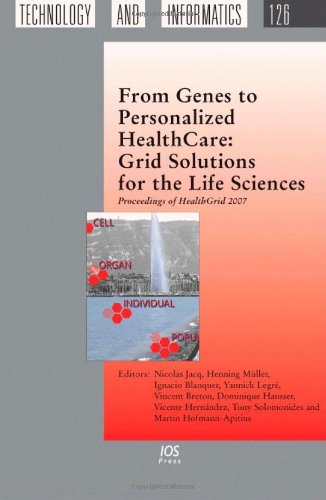 TECHNOLOGY AND INFORMATICS 126
From Genes to
Personalized
HealthCare:
Grid Solutions
for the Life Sciences
Proceedings of HealthGrid 2007
CELL
ORGAN
INDIVIDUAL
POPU
Editors: Nicolas Jacq, Henning Müller,
Ignacio Blanquer, Yannick Legré,
Vincent Breton, Dominique Hausser,
Vicente Hernández, Tony Solomonides and
Martin Hofmann-Apitius
IOS
Press